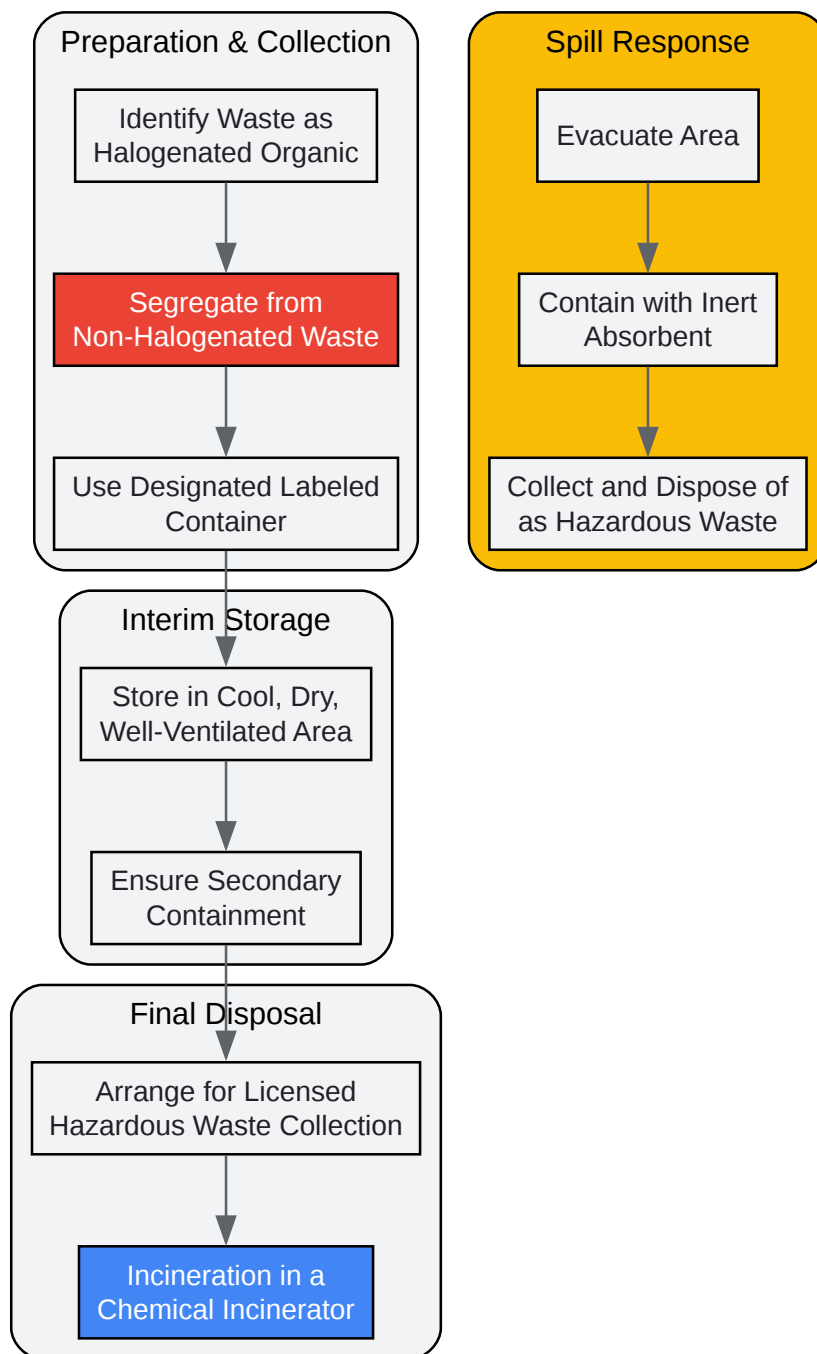 Preparation & Collection
Identify Waste as
Halogenated Organic
Segregate from
Non-Halogenated Waste
Use Designated Labeled
Container
Interim Storage
Store in Cool, Dry,
Well-Ventilated Area
Ensure Secondary
Containment
Final Disposal
Arrange for Licensed
Hazardous Waste Collection
Incineration in a
Chemical Incinerator
Spill Response
Evacuate Area
Contain with Inert
Absorbent
Collect and Dispose of
as Hazardous Waste